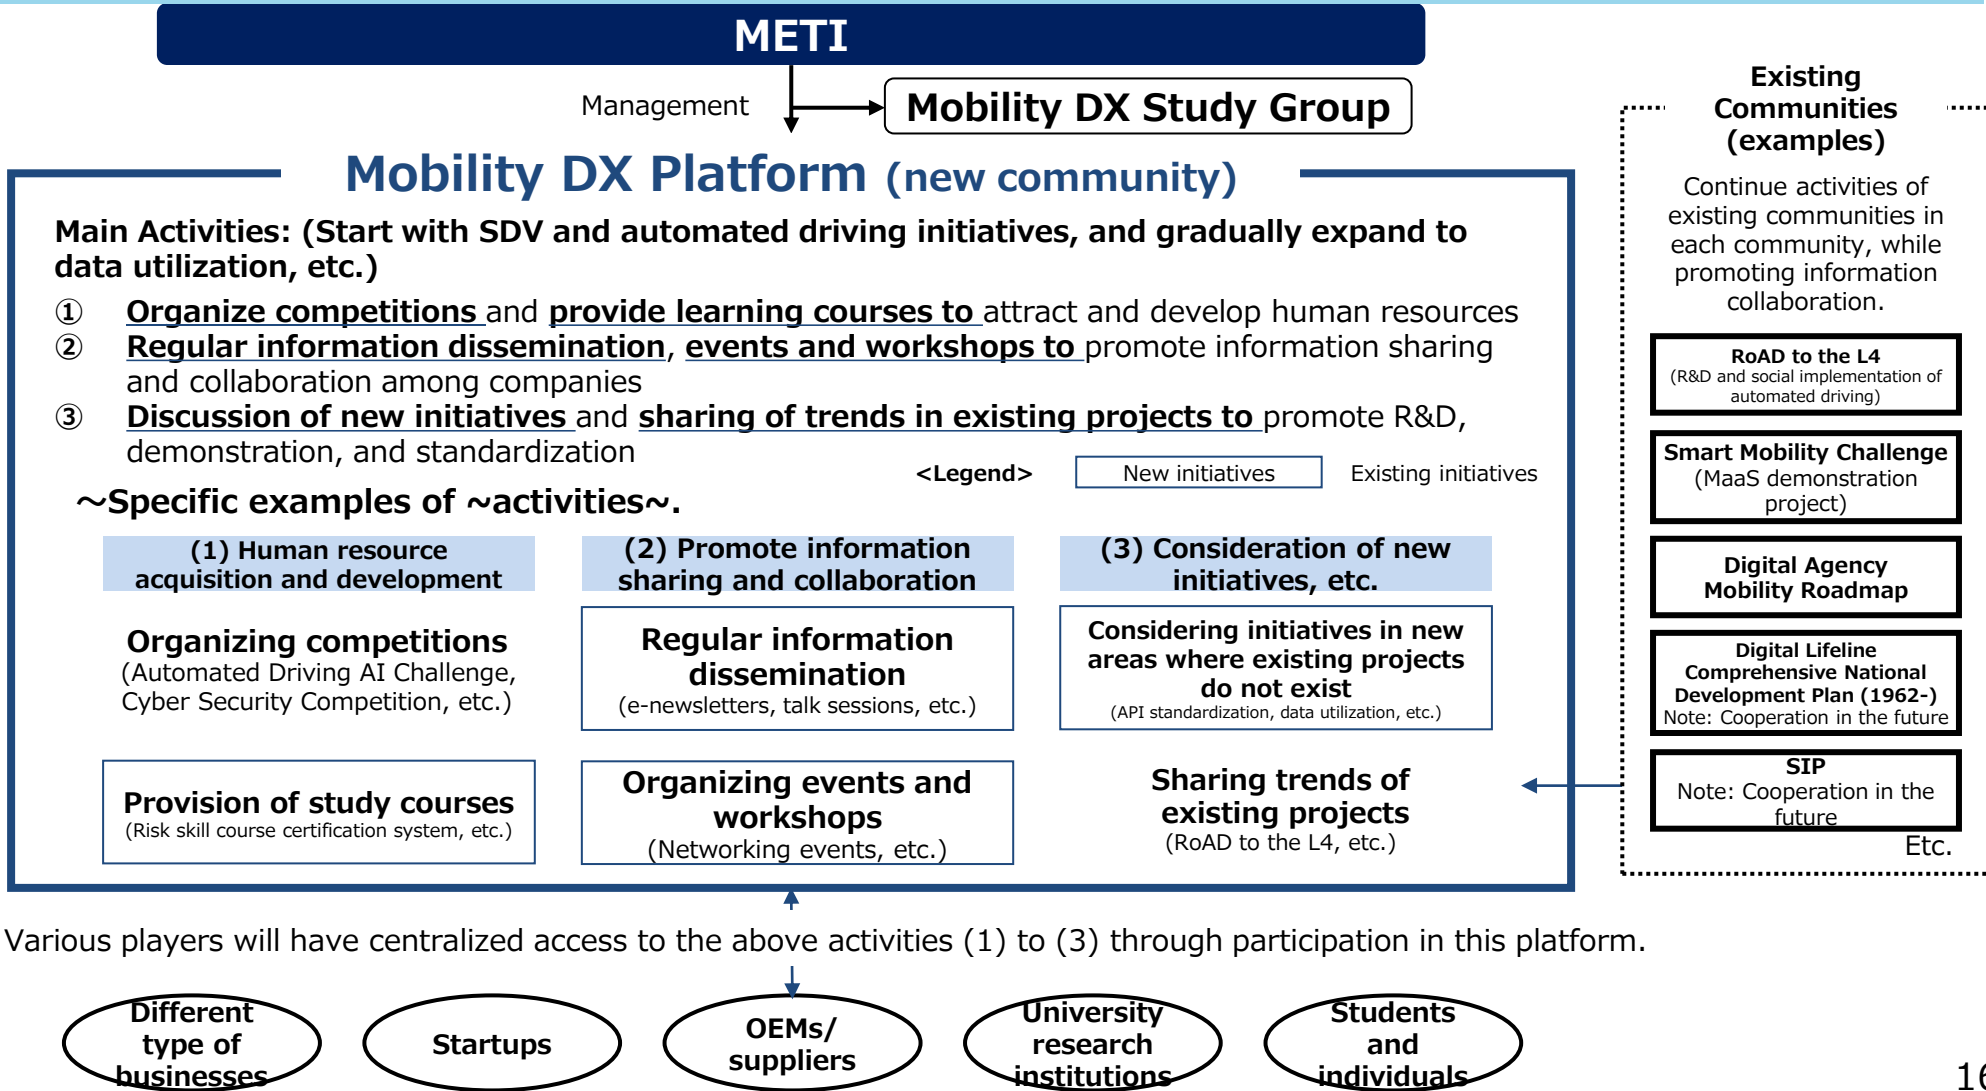 METI
Management
Mobility DX Study Group
Mobility DX Platform (new community)
Main Activities: (Start with SDV and automated driving initiatives, and gradually expand to
data utilization, etc.)
① Organize competitions and provide learning courses to attract and develop human resources
② Regular information dissemination, events and workshops to promote information sharing
and collaboration among companies
③ Discussion of new initiatives and sharing of trends in existing projects to promote R&D,
demonstration, and standardization
<Legend> New initiatives Existing initiatives
～Specific examples of ~activities~.
(1) Human resource
acquisition and development
Organizing competitions
(Automated Driving AI Challenge,
Cyber Security Competition, etc.)
Provision of study courses
(Risk skill course certification system, etc.)
(2) Promote information
sharing and collaboration
Regular information
dissemination
(e-newsletters, talk sessions, etc.)
Organizing events and
workshops
(Networking events, etc.)
(3) Consideration of new
initiatives, etc.
Considering initiatives in new
areas where existing projects
do not exist
(API standardization, data utilization, etc.)
Sharing trends of
existing projects
(RoAD to the L4, etc.)
Existing
Communities
(examples)
Continue activities of
existing communities in
each community, while
promoting information
collaboration.
RoAD to the L4
(R&D and social implementation of
automated driving)
Smart Mobility Challenge
(MaaS demonstration
project)
Digital Agency
Mobility Roadmap
Digital Lifeline
Comprehensive National
Development Plan (1962-)
Note: Cooperation in the future
SIP
Note: Cooperation in the
future
Etc.
Various players will have centralized access to the above activities (1) to (3) through participation in this platform.
Different
type of
businesses
Startups
OEMs/
suppliers
University
research
institutions
Students
and
individuals
16